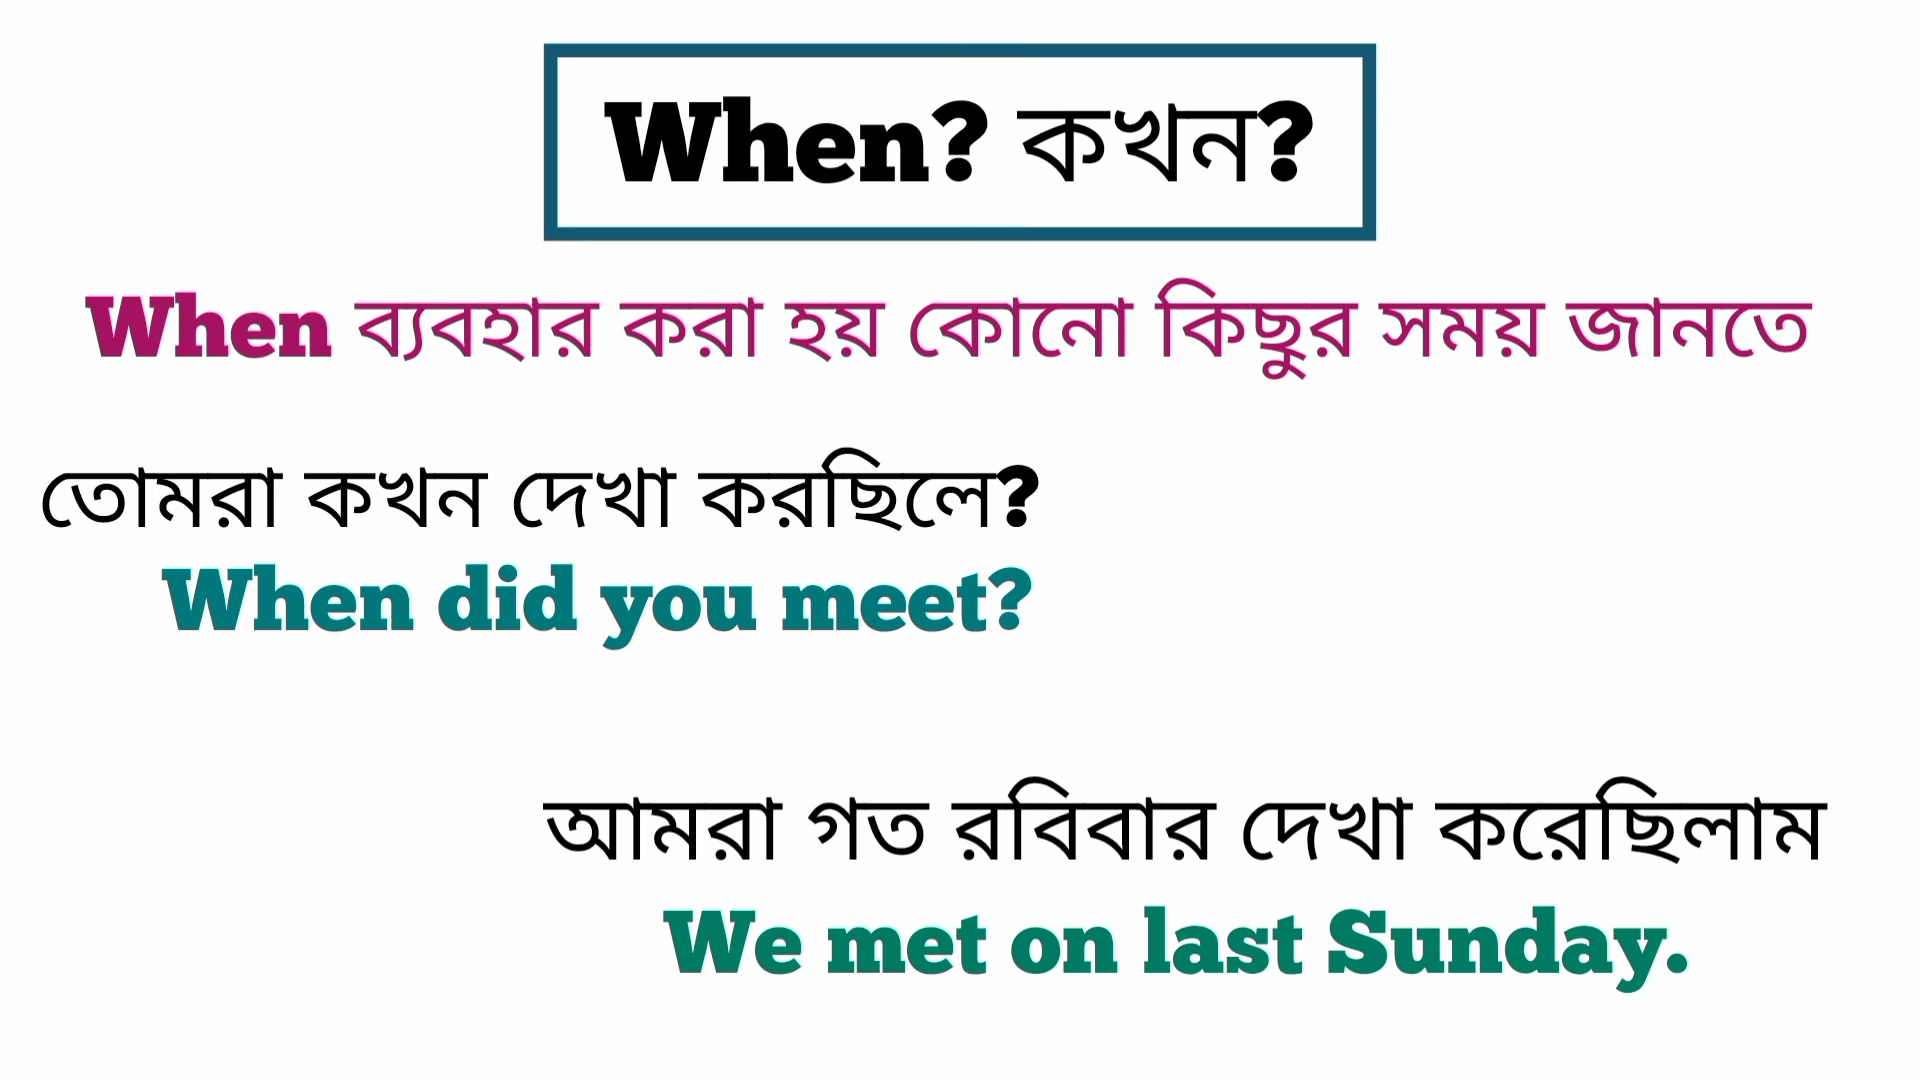 When? কখন?
When ব্যবহার করা হয় কোনো কিছুর সময় জানতে
তোমরা কখন দেখা করছিলে?
When did you meet?
আমরা গত রবিবার দেখা করেছিলাম
We met on last Sunday.